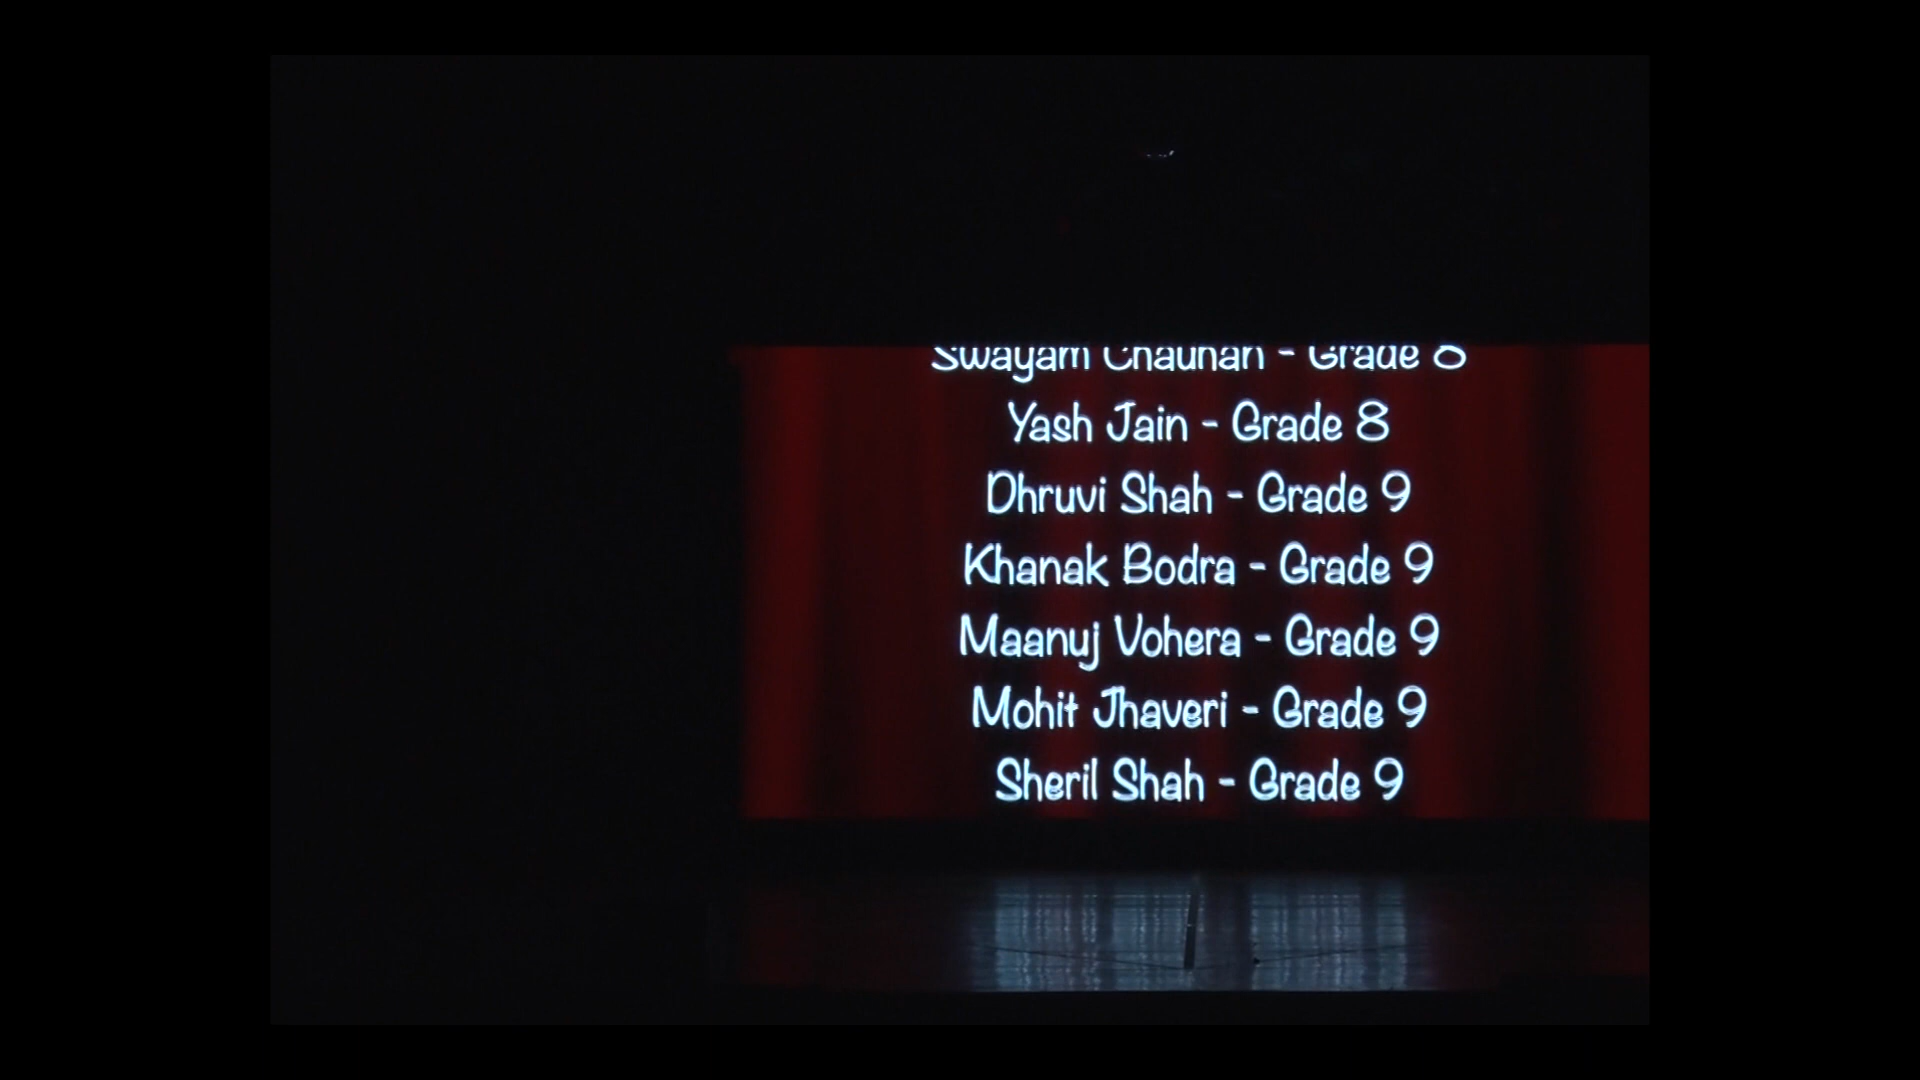 Swayam Chauhan - Grade 8
Yash Jain - Grade 8
Dhruvi Shah - Grade 9
Khanak Bodra - Grade 9
Maanuj Vohera - Grade 9
Mohit Jhaveri - Grade 9
Sheril Shah - Grade 9